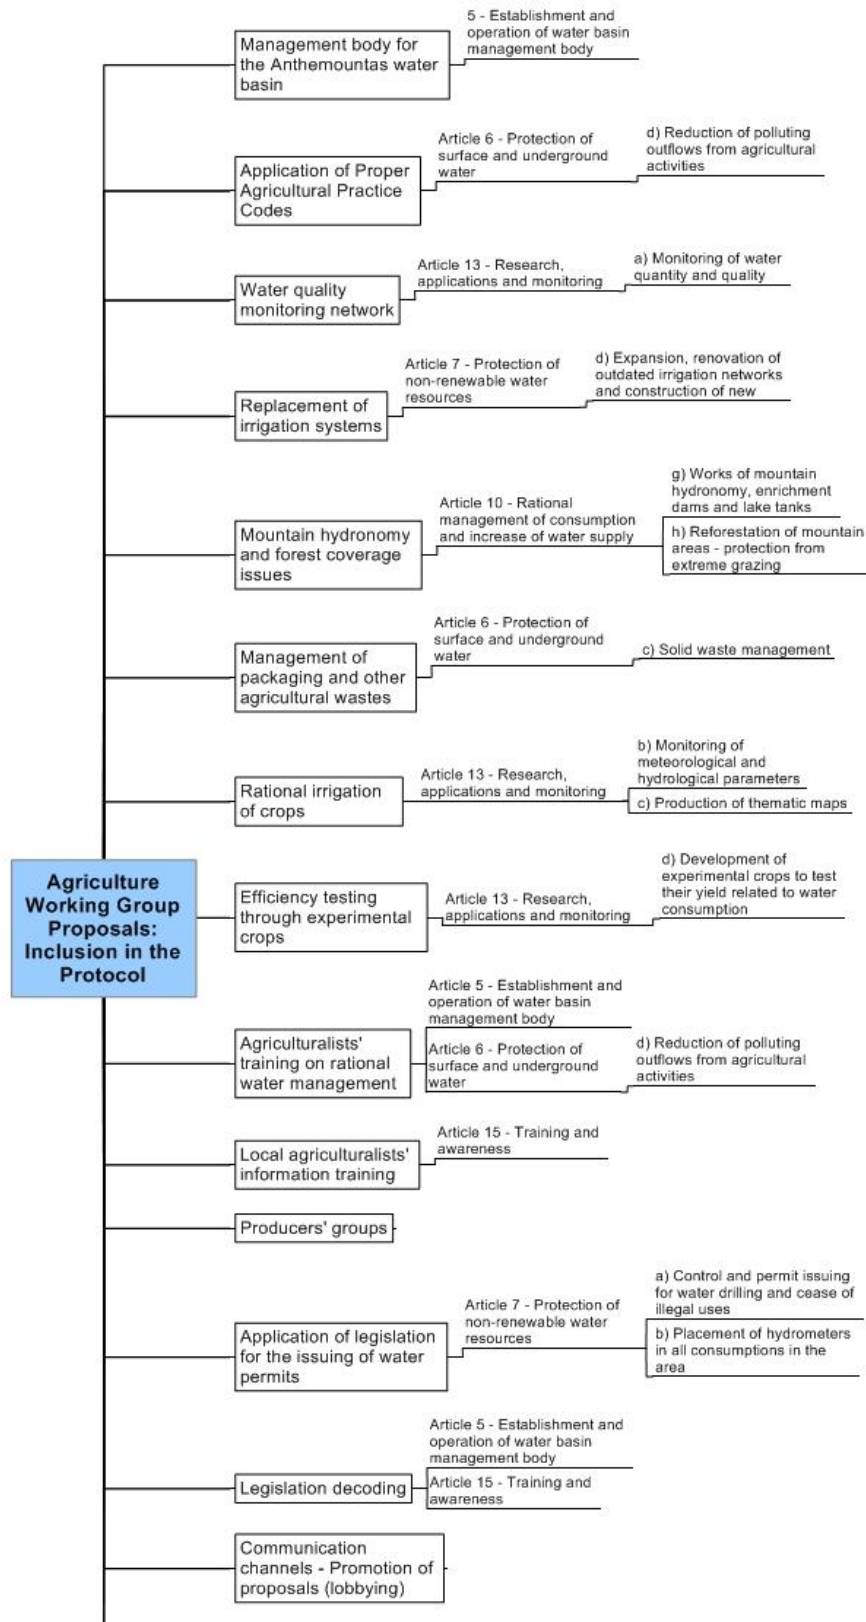 Management body for
the Anthemountas water
basin
5 - Establishment and
operation of water basin
management body
Application of Proper
Agricultural Practice
Codes
Article 6 - Protection of
surface and underground
water
d) Reduction of polluting
outflows from agricultural
activities
Water quality
monitoring network
Article 13 - Research,
applications and monitoring
a) Monitoring of water
quantity and quality
Replacement of
irrigation systems
Article 7 - Protection of
non-renewable water
resources
d) Expansion, renovation of
outdated irrigation networks
and construction of new
Mountain hydronomy
and forest coverage
issues
Article 10 - Rational
management of consumption
and increase of water supply
g) Works of mountain
hydronomy, enrichment
dams and lake tanks
h) Reforestation of mountain
areas - protection from
extreme grazing
Management of
packaging and other
agricultural wastes
Article 6 - Protection of
surface and underground
water
c) Solid waste management
Rational irrigation
of crops
Article 13 - Research,
applications and monitoring
b) Monitoring of
meteorological and
hydrological parameters
c) Production of thematic maps
Agriculture
Working Group
Proposals:
Inclusion in the
Protocol
Efficiency testing
through experimental
crops
Article 13 - Research,
applications and monitoring
d) Development of
experimental crops to test
their yield related to water
consumption
Agriculturalists'
training on rational
water management
Article 5 - Establishment and
operation of water basin
management body
Article 6 - Protection of
surface and underground
water
d) Reduction of polluting
outflows from agricultural
activities
Local agriculturalists'
information training
Article 15 - Training and
awareness
Producers' groups
Application of legislation
for the issuing of water
permits
Article 7 - Protection of
non-renewable water
resources
a) Control and permit issuing
for water drilling and cease of
illegal uses
b) Placement of hydrometers
in all consumptions in the
area
Legislation decoding
Article 5 - Establishment and
operation of water basin
management body
Article 15 - Training and
awareness
Communication
channels - Promotion of
proposals (lobbying)